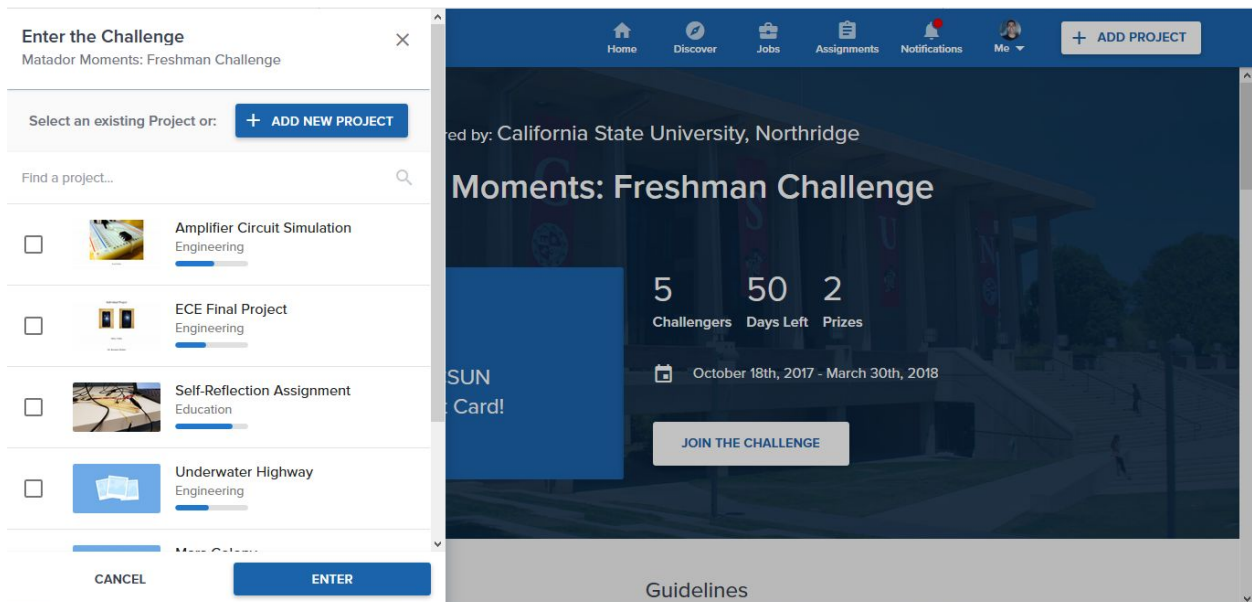 Enter the Challenge
Matador Moments: Freshman Challenge
Select an existing Project or:
+ ADD NEW PROJECT
Find a project...
Amplifier Circuit Simulation
Engineering
ECE Final Project
Engineering
Self-Reflection Assignment
Education
Underwater Highway
Engineering
CANCEL
ENTER
Home
Discover
Jobs
Assignments
Notifications
Me
+ ADD PROJECT
red by: California State University, Northridge
Moments: Freshman Challenge
SUN
Card!
5
Challengers
50
Days Left
2
Prizes
October 18th, 2017 - March 30th, 2018
JOIN THE CHALLENGE
C
S
U
N
Guidelines